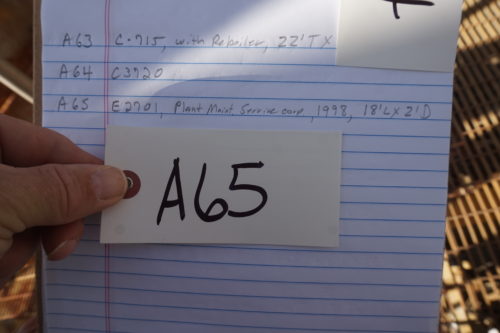 A63 C-715, with Reboiler, 22'T X
A64 C3720
A65 E2701, Plant Maint. Service corp, 1998, 18'L X 2'D
A65